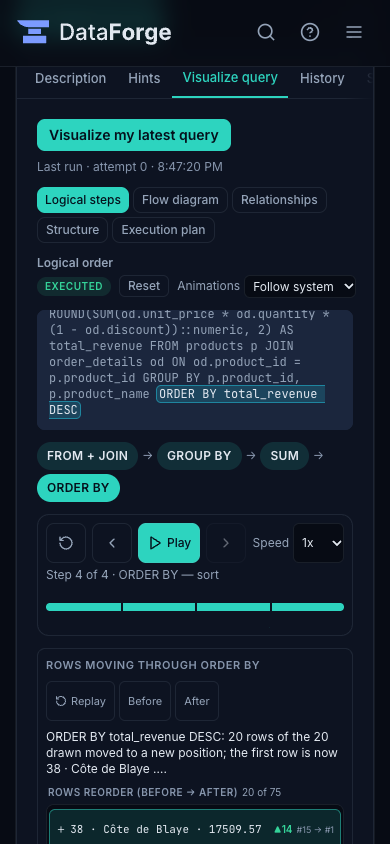 DataForge
Description Hints Visualize query History
Visualize my latest query
Last run · attempt 0 · 8:47:20 PM
Logical steps Flow diagram Relationships
Structure Execution plan
Logical order
EXECUTED Reset Animations Follow system
ROUND(SUM(od.unit_price * od.quantity *
(1 - od.discount))::numeric, 2) AS
total_revenue FROM products p JOIN
order_details od ON od.product_id =
p.product_id GROUP BY p.product_id,
p.product_name ORDER BY total_revenue
DESC
FROM + JOIN → GROUP BY → SUM →
ORDER BY
Play Speed 1x
Step 4 of 4 · ORDER BY — sort
ROWS MOVING THROUGH ORDER BY
Replay Before After
ORDER BY total_revenue DESC: 20 rows of the 20
drawn moved to a new position; the first row is now
38 · Côte de Blaye ....
ROWS REORDER (BEFORE → AFTER) 20 of 75
+ 38 · Côte de Blaye · 17509.57 ▲14 #15 → #1